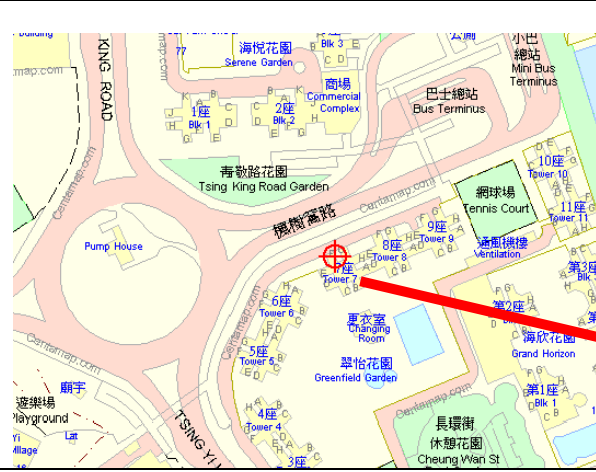 Building
77
海悅花園
Serene Garden
Blk 3
公廁
小巴
總站
Mini Bus
Terminus
KING ROAD
商場
Commercial
Complex
巴士總站
Bus Terminus
1座
Blk 1
2座
Blk 2
青敬路花園
Tsing King Road Garden
Centamap.com
楓樹窩路
網球場
Tennis Court
10座
Tower 10
11座
Tower 11
9座
Tower 9
8座
Tower 8
通風機樓
Ventilation
Pump House
7座
Tower 7
第3座
6座
Tower 6
第2座
更衣室
Changing
Room
海欣花園
Grand Horizon
5座
Tower 5
翠怡花園
Greenfield Garden
Centamap.com
廟宇
遊樂場
Playground
第1座
Blk 1
TSING YI
4座
Tower 4
長環街
休憩花園
Cheung Wan St
Lat
3座